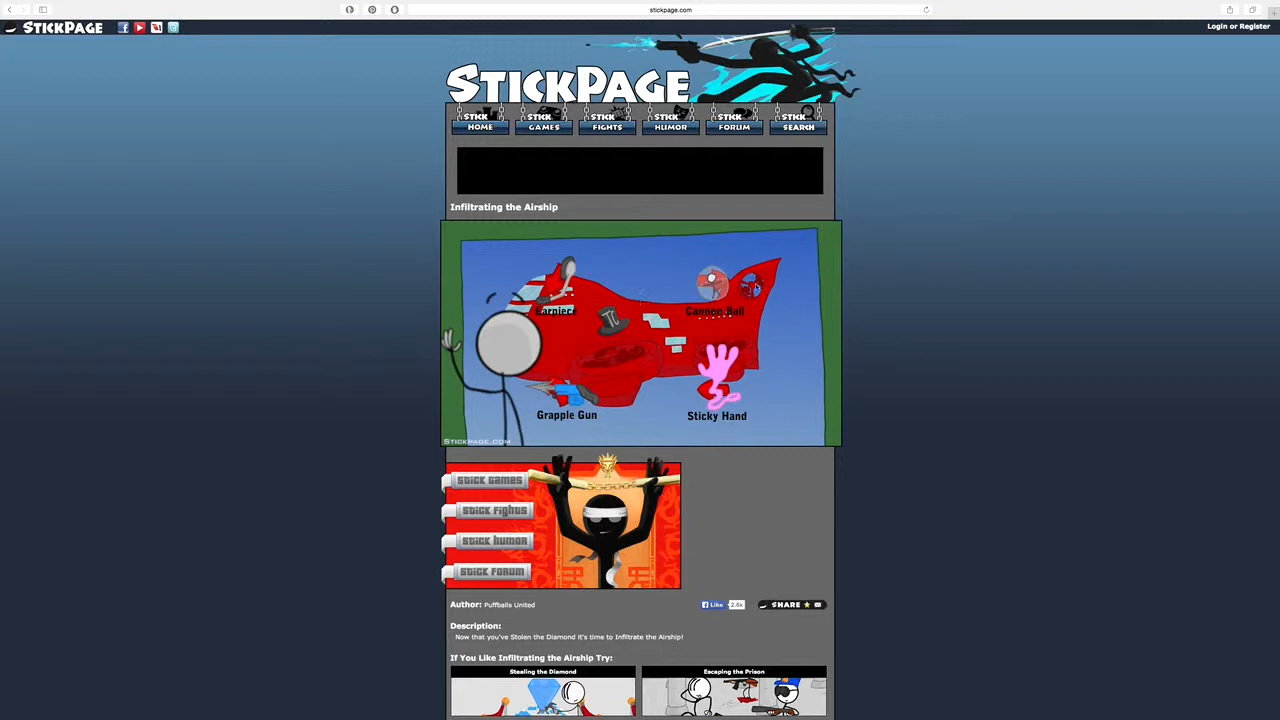 stickpage.com
STICKPAGE
Login or Register
STICKPAGE
STICK HOME
STICK GAMES
STICK FIGHTS
STICK HUMOR
STICK FORUM
STICK SEARCH
Infiltrating the Airship
Earpiece
Cannon Ball
Grapple Gun
Sticky Hand
STICKPAGE.COM
STICK GAMES
STICK FIGHTS
STICK HUMOR
STICK FORUM
Author: Puffballs United
Like 2.6k
SHARE
Description:
Now that you've Stolen the Diamond it's time to Infiltrate the Airship!
If You Like Infiltrating the Airship Try:
Stealing the Diamond
Escaping the Prison